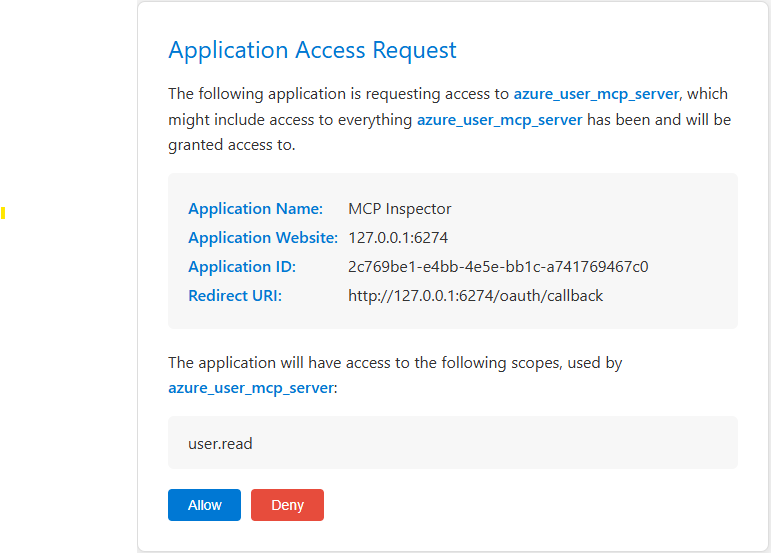 Application Access Request
The following application is requesting access to azure_user_mcp_server, which
might include access to everything azure_user_mcp_server has been and will be
granted access to.
Application Name: MCP Inspector
Application Website: 127.0.0.1:6274
Application ID: 2c769be1-e4bb-4e5e-bb1c-a741769467c0
Redirect URI: http://127.0.0.1:6274/oauth/callback
The application will have access to the following scopes, used by
azure_user_mcp_server:
user.read
Allow Deny